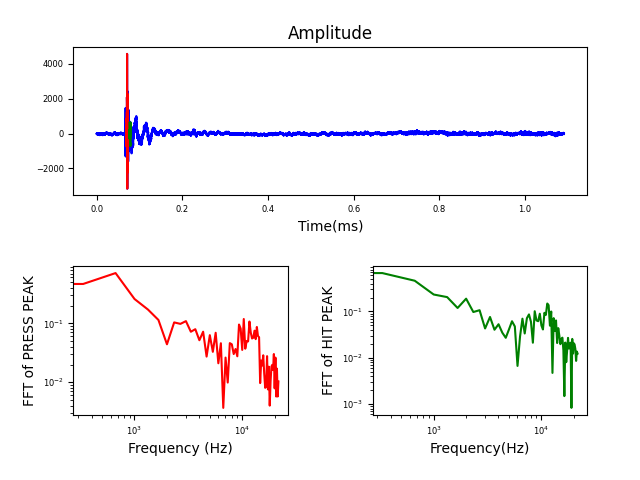 Amplitude
4000
2000
0
−2000
0.0 0.2 0.4 0.6 0.8 1.0
Time(ms)
FFT of PRESS PEAK
10⁻¹
10⁻²
10³ 10⁴
Frequency (Hz)
FFT of HIT PEAK
10⁻¹
10⁻²
10⁻³
10³ 10⁴
Frequency(Hz)